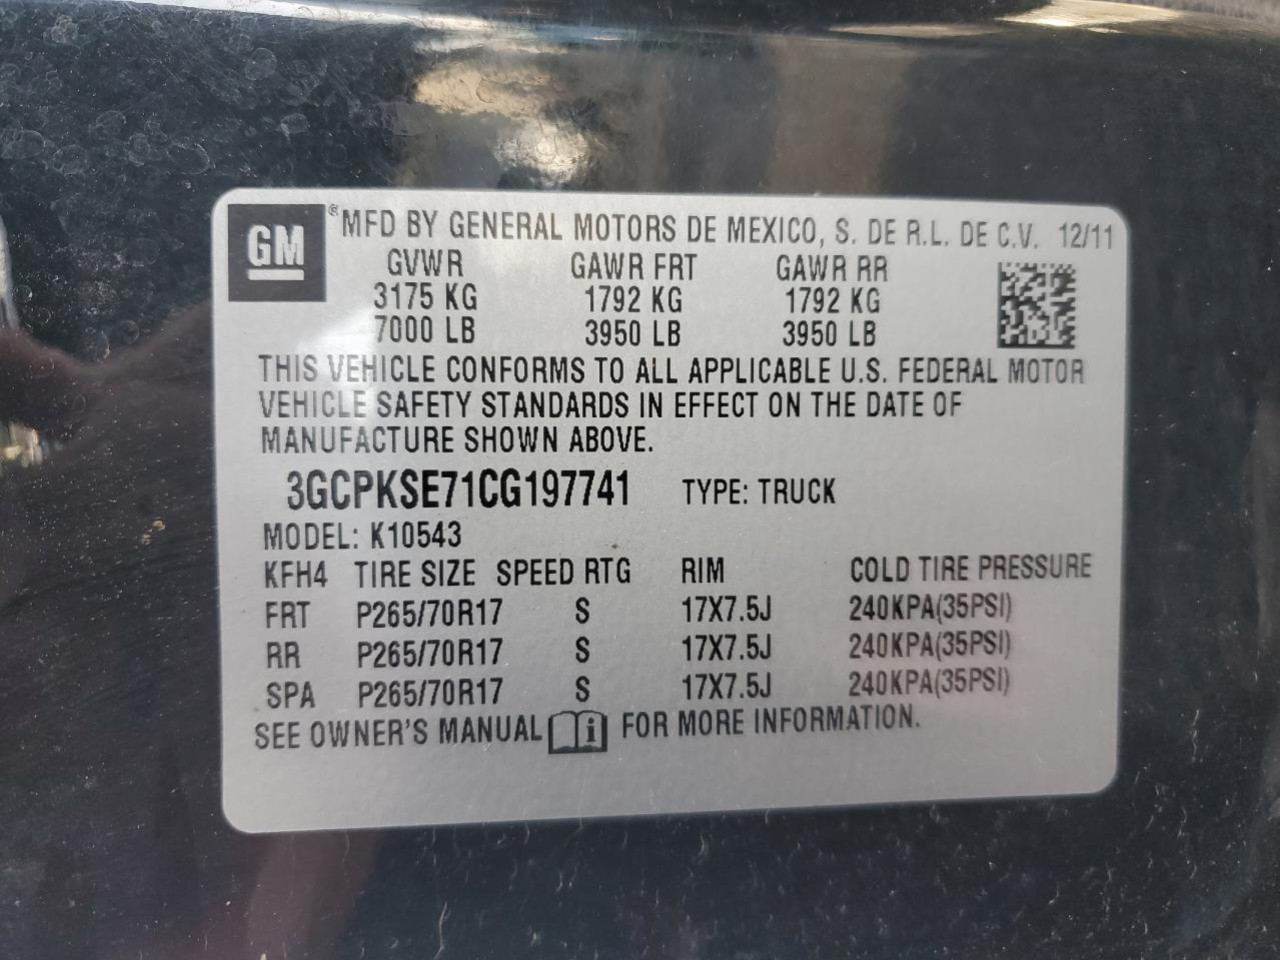 GM ® MFD BY GENERAL MOTORS DE MEXICO, S. DE R.L. DE C.V. 12/11
GVWR GAWR FRT GAWR RR
3175 KG 1792 KG 1792 KG
7000 LB 3950 LB 3950 LB
THIS VEHICLE CONFORMS TO ALL APPLICABLE U.S. FEDERAL MOTOR
VEHICLE SAFETY STANDARDS IN EFFECT ON THE DATE OF
MANUFACTURE SHOWN ABOVE.
3GCPKSE71CG197741 TYPE: TRUCK
MODEL: K10543
KFH4 TIRE SIZE SPEED RTG RIM COLD TIRE PRESSURE
FRT P265/70R17 S 17X7.5J 240KPA(35PSI)
RR P265/70R17 S 17X7.5J 240KPA(35PSI)
SPA P265/70R17 S 17X7.5J 240KPA(35PSI)
SEE OWNER'S MANUAL i FOR MORE INFORMATION.